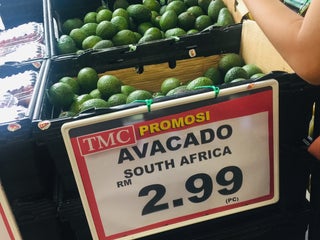 TMC PROMOSI
AVACADO
SOUTH AFRICA
RM 2.99
(PC)